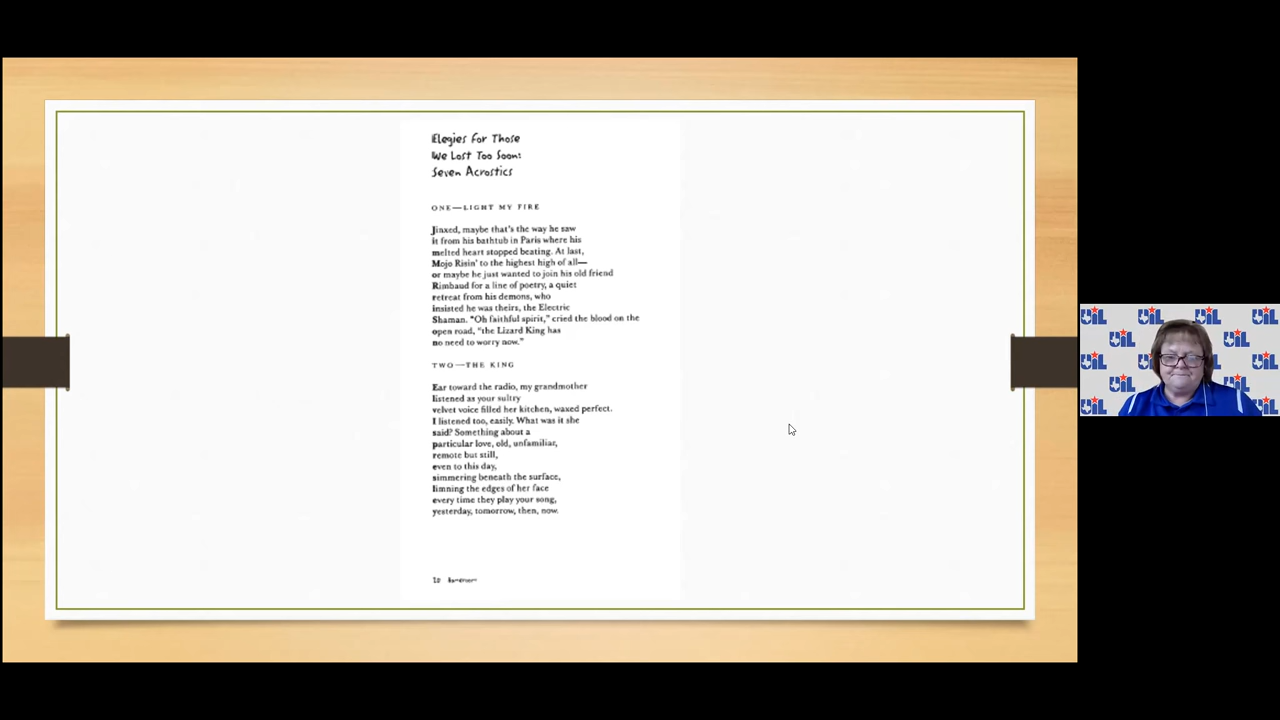 Elegies for Those
We Lost Too Soon:
Seven Acrostics
ONE—LIGHT MY FIRE
Jinxed, maybe that's the way he saw
it from his bathtub in Paris where his
melted heart stopped beating. At last,
Mojo Risin' to the highest high of all—
or maybe he just wanted to join his old friend
Rimbaud for a line of poetry, a quiet
retreat from his demons, who
insisted he was theirs, the Electric
Shaman. "Oh faithful spirit," cried the blood on the
open road, "the Lizard King has
no need to worry now."
TWO—THE KING
Ear toward the radio, my grandmother
listened as your sultry
velvet voice filled her kitchen, waxed perfect.
I listened too, easily. What was it she
said? Something about a
particular love, old, unfamiliar,
remote but still,
even to this day,
simmering beneath the surface,
limning the edges of her face
every time they play your song,
yesterday, tomorrow, then, now.
UIL UIL UIL UIL
UIL UIL
UIL UIL
UIL UIL
UIL UIL